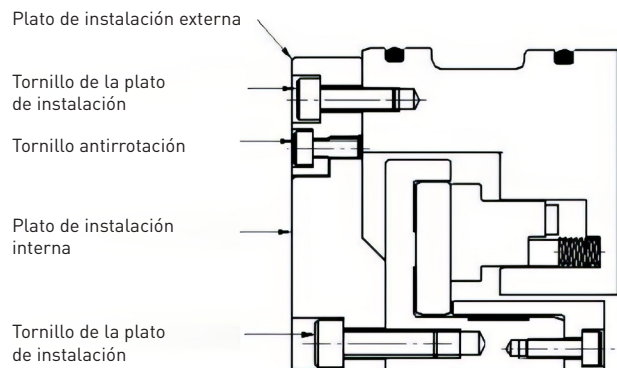 Plato de instalación externa
Tornillo de la plato
de instalación
Tornillo antirrotación
Plato de instalación
interna
Tornillo de la plato
de instalación